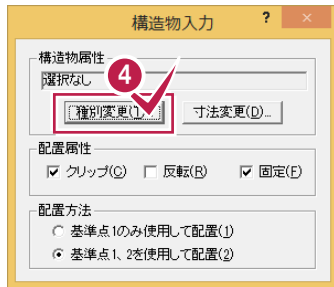 構造物入力 ? ×
構造物属性
選択なし
4
種別変更(T)... 寸法変更(D)...
配置属性
クリップ(C) 反転(R) 固定(F)
配置方法
基準点1のみ使用して配置(1)
基準点1、2を使用して配置(2)